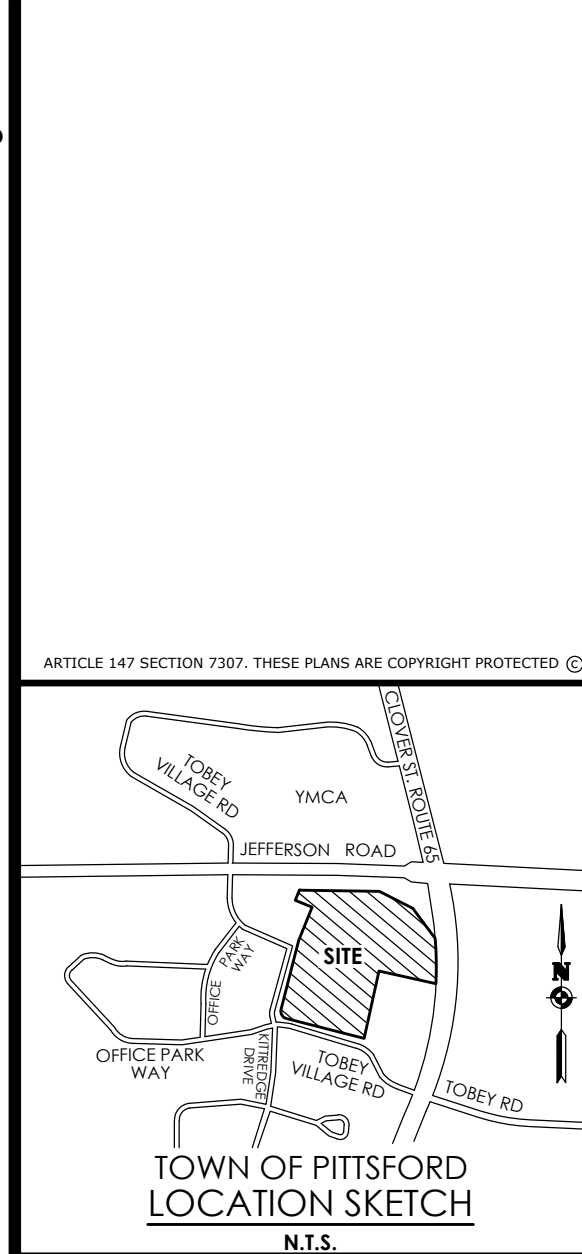 ARTICLE 147 SECTION 7307. THESE PLANS ARE COPYRIGHT PROTECTED ©
CLOVER ST. ROUTE 65
TOBEY
VILLAGE RD
YMCA
JEFFERSON ROAD
PARK
WAY
OFFICE
SITE
N
OFFICE PARK
WAY
KITTREDGE
DRIVE
TOBEY
VILLAGE RD
TOBEY RD
TOWN OF PITTSFORD
LOCATION SKETCH
N.T.S.